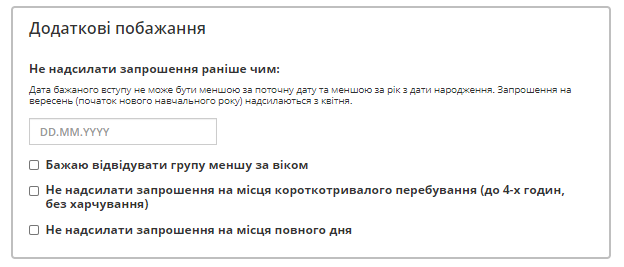 Додаткові побажання
Не надсилати запрошення раніше чим:
Дата бажаного вступу не може бути меншою за поточну дату та меншою за рік з дати народження. Запрошення на
вересень (початок нового навчального року) надсилаються з квітня.
DD.MM.YYYY
Бажаю відвідувати групу меншу за віком
Не надсилати запрошення на місця короткотривалого перебування (до 4-х годин,
без харчування)
Не надсилати запрошення на місця повного дня